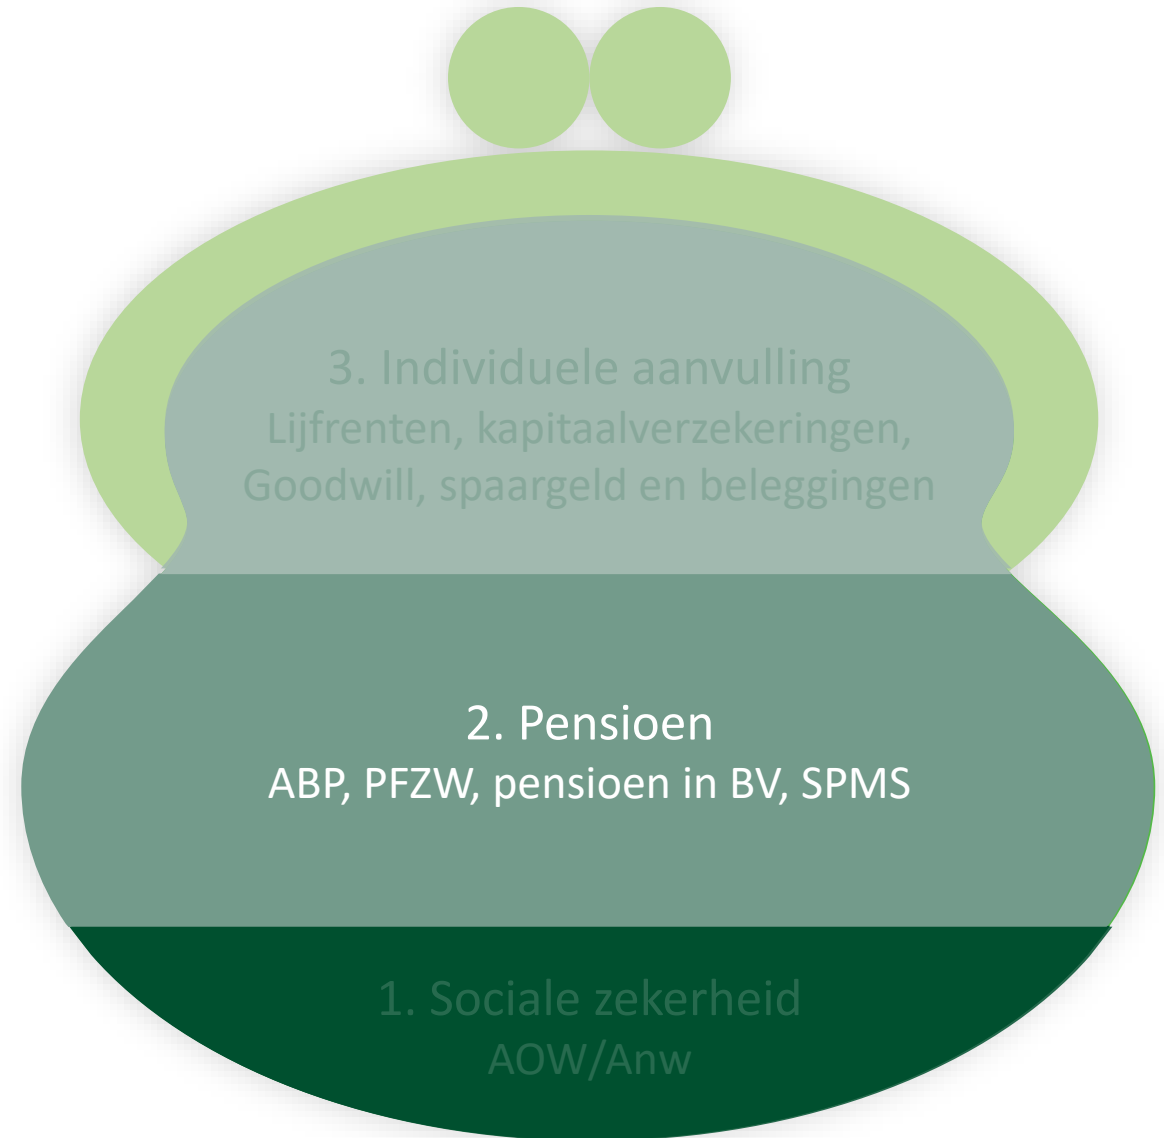 3. Individuele aanvulling
Lijfrenten, kapitaalverzekeringen,
Goodwill, spaargeld en beleggingen
2. Pensioen
ABP, PFZW, pensioen in BV, SPMS
1. Sociale zekerheid
AOW/Anw